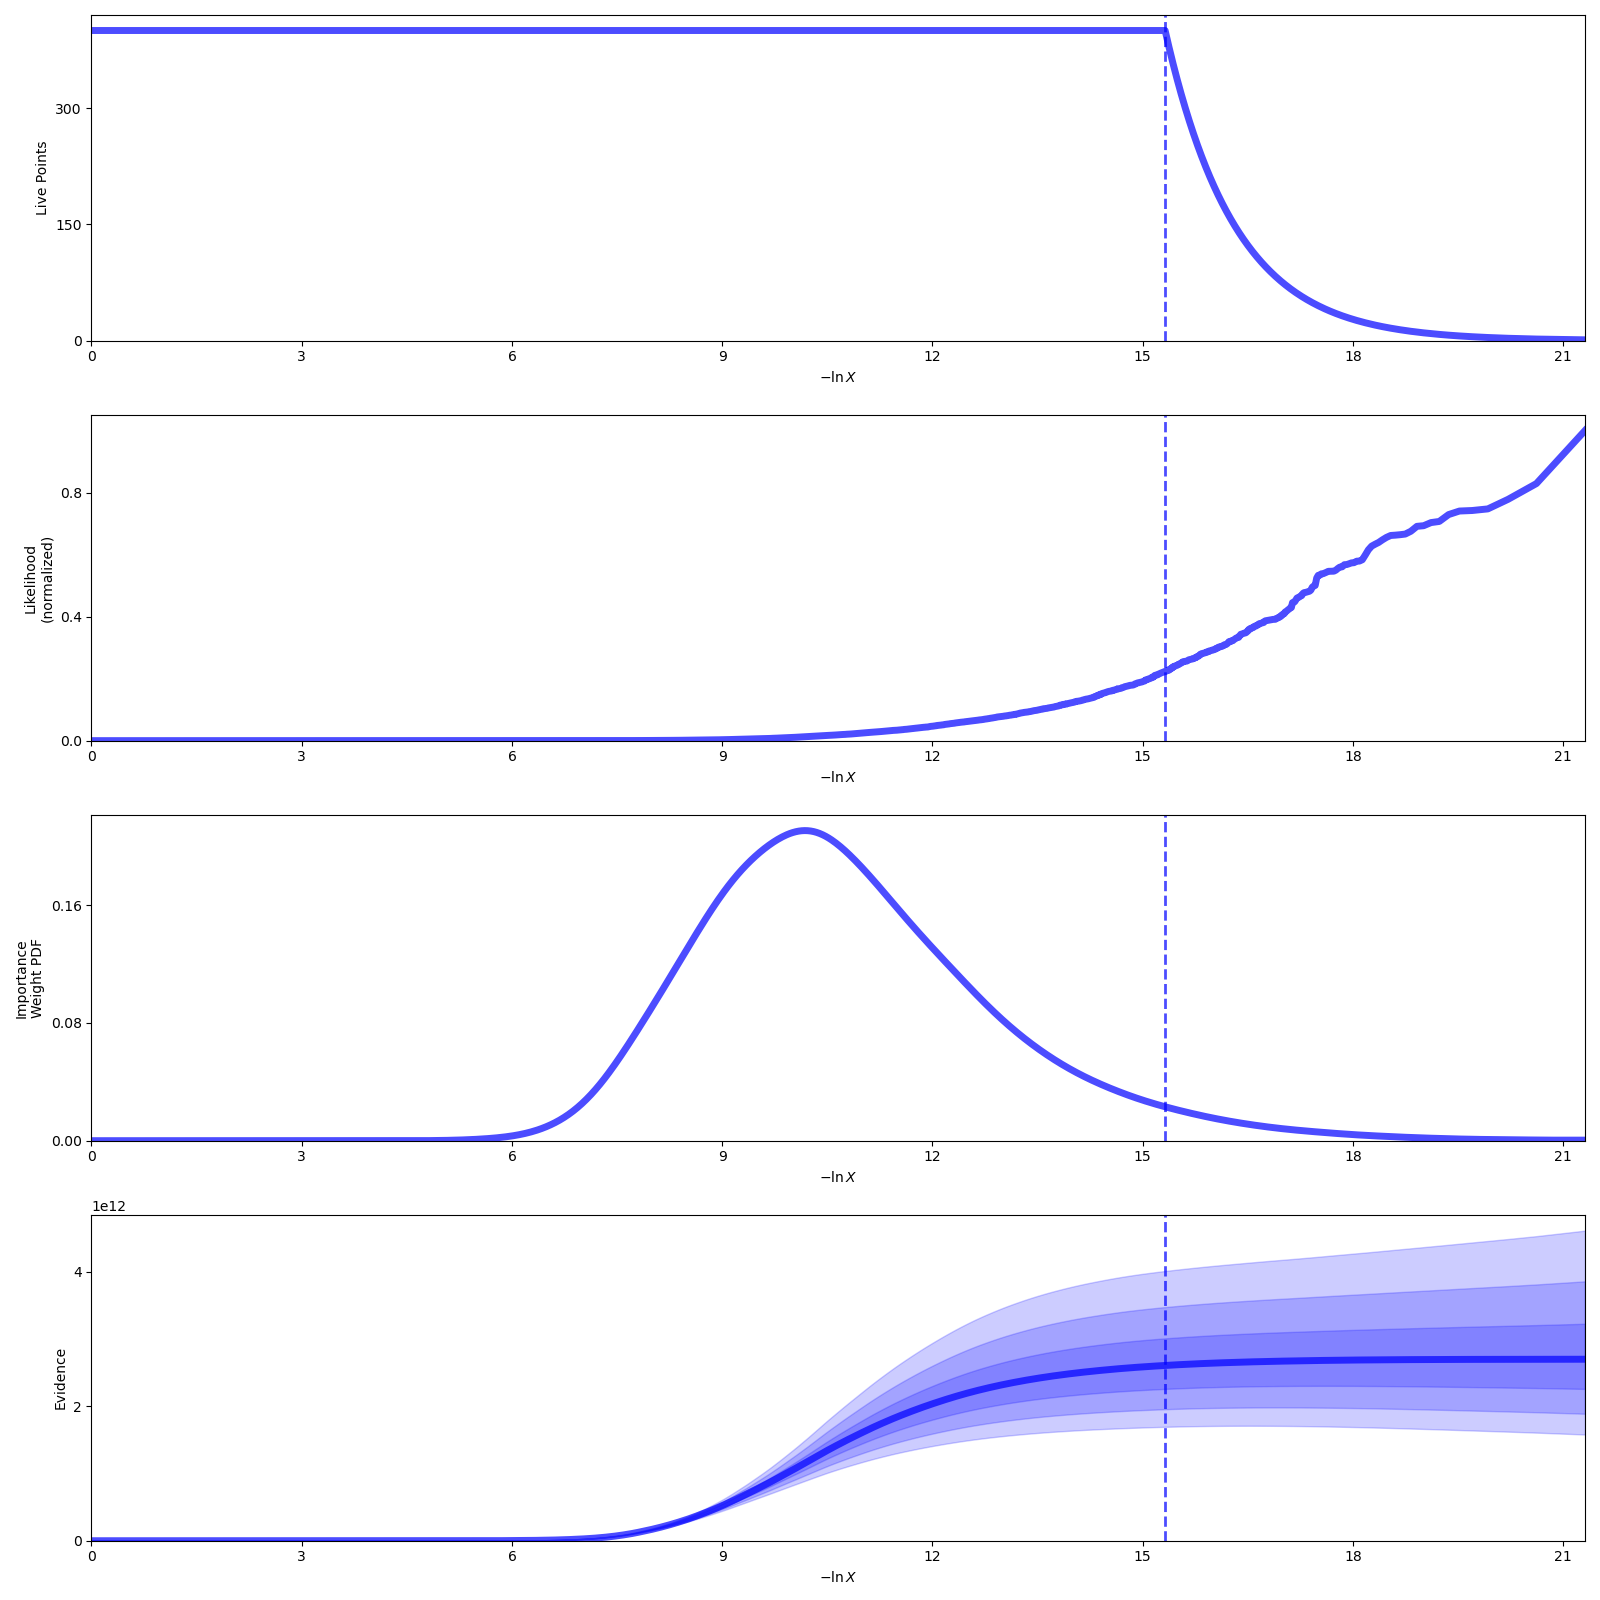 300
150
0
Live Points
0 3 6 9 12 15 18 21
−ln X
0.8
0.4
0.0
Likelihood
(normalized)
0 3 6 9 12 15 18 21
−ln X
0.16
0.08
0.00
Importance
Weight PDF
0 3 6 9 12 15 18 21
−ln X
1e12
4
2
0
Evidence
0 3 6 9 12 15 18 21
−ln X